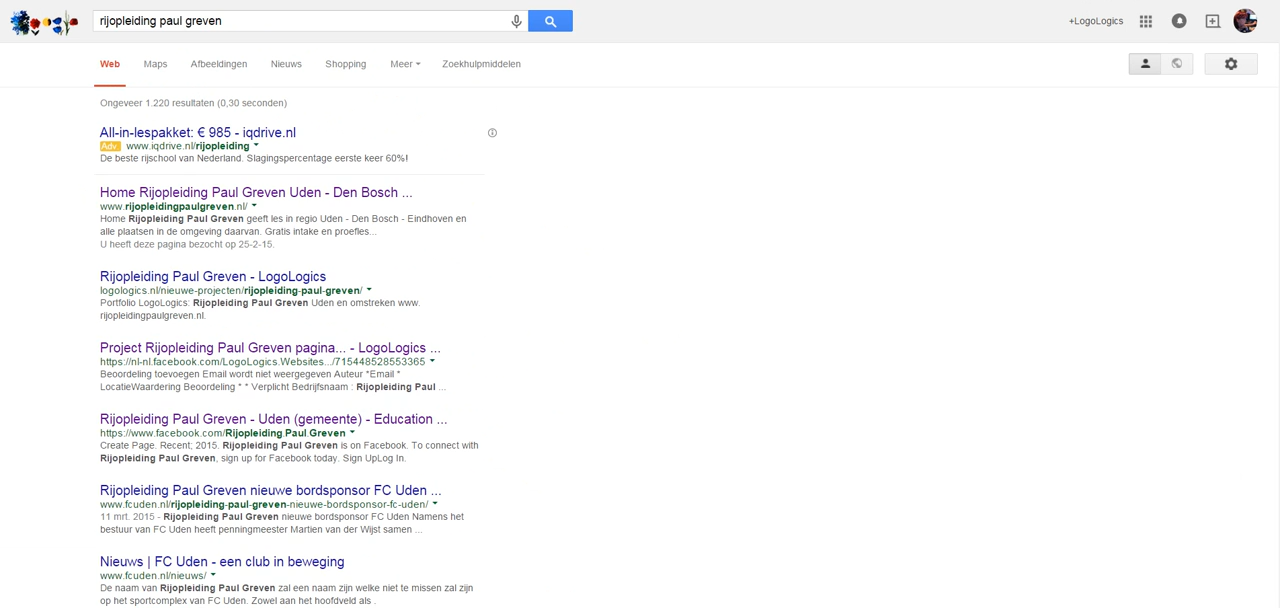 rijopleiding paul greven
+LogoLogics
Web Maps Afbeeldingen Nieuws Shopping Meer Zoekhulpmiddelen
Ongeveer 1.220 resultaten (0,30 seconden)
All-in-lespakket: € 985 - iqdrive.nl
Adv. www.iqdrive.nl/rijopleiding
De beste rijschool van Nederland. Slagingspercentage eerste keer 60%!
Home Rijopleiding Paul Greven Uden - Den Bosch ...
www.rijopleidingpaulgreven.nl/
Home Rijopleiding Paul Greven geeft les in regio Uden - Den Bosch - Eindhoven en
alle plaatsen in de omgeving daarvan. Gratis intake en proefles...
U heeft deze pagina bezocht op 25-2-15.
Rijopleiding Paul Greven - LogoLogics
logologics.nl/nieuwe-projecten/rijopleiding-paul-greven/
Portfolio LogoLogics: Rijopleiding Paul Greven Uden en omstreken www.
rijopleidingpaulgreven.nl.
Project Rijopleiding Paul Greven pagina... - LogoLogics ...
https://nl-nl.facebook.com/LogoLogics.Websites.../715448528553365
Beoordeling toevoegen Email wordt niet weergegeven Auteur *Email *
LocatieWaardering Beoordeling * * Verplicht Bedrijfsnaam : Rijopleiding Paul ...
Rijopleiding Paul Greven - Uden (gemeente) - Education ...
https://www.facebook.com/Rijopleiding.Paul.Greven
Create Page. Recent; 2015. Rijopleiding Paul Greven is on Facebook. To connect with
Rijopleiding Paul Greven, sign up for Facebook today. Sign UpLog In.
Rijopleiding Paul Greven nieuwe bordsponsor FC Uden ...
www.fcuden.nl/rijopleiding-paul-greven-nieuwe-bordsponsor-fc-uden/
11 mrt. 2015 - Rijopleiding Paul Greven nieuwe bordsponsor FC Uden Namens het
bestuur van FC Uden heeft penningmeester Martien van der Wijst samen ...
Nieuws | FC Uden - een club in beweging
www.fcuden.nl/nieuws/
De naam van Rijopleiding Paul Greven zal een naam zijn welke niet te missen zal zijn
op het sportcomplex van FC Uden. Zowel aan het hoofdveld als .